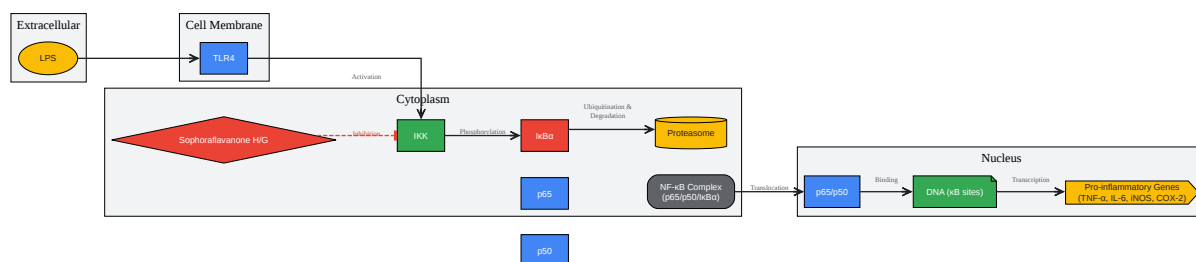 Extracellular
LPS
Cell Membrane
TLR4
Activation
Cytoplasm
Sophoraflavanone H/G
Inhibition
IKK
Phosphorylation
IκBα
Ubiquitination &
Degradation
Proteasome
p65
NF-κB Complex
(p65/p50/IκBα)
p50
Translocation
Nucleus
p65/p50
Binding
DNA (κB sites)
Transcription
Pro-inflammatory Genes
(TNF-α, IL-6, iNOS, COX-2)